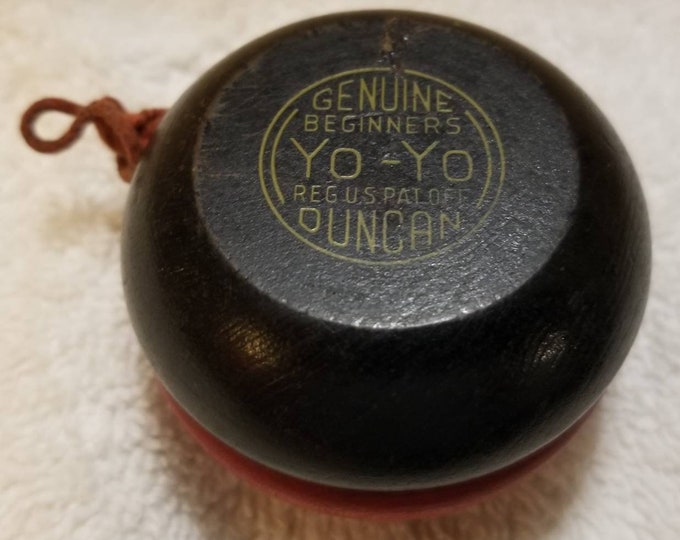 GENUINE
BEGINNERS
YO-YO
REG U.S. PAT. OFF
DUNCAN